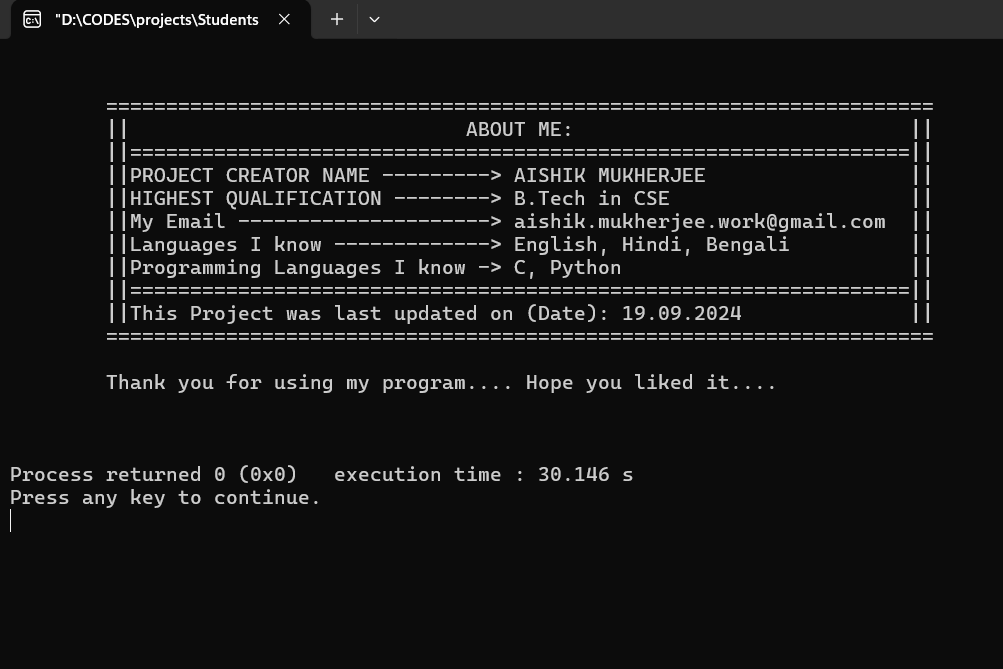 "D:\CODES\projects\Students
======================================================================
|| ABOUT ME: ||
||=================================================================||
||PROJECT CREATOR NAME ---------> AISHIK MUKHERJEE ||
||HIGHEST QUALIFICATION --------> B.Tech in CSE ||
||My Email ---------------------> aishik.mukherjee.work@gmail.com ||
||Languages I know -------------> English, Hindi, Bengali ||
||Programming Languages I know -> C, Python ||
||=================================================================||
||This Project was last updated on (Date): 19.09.2024 ||
=====================================================================
Thank you for using my program.... Hope you liked it....
Process returned 0 (0x0)   execution time : 30.146 s
Press any key to continue.